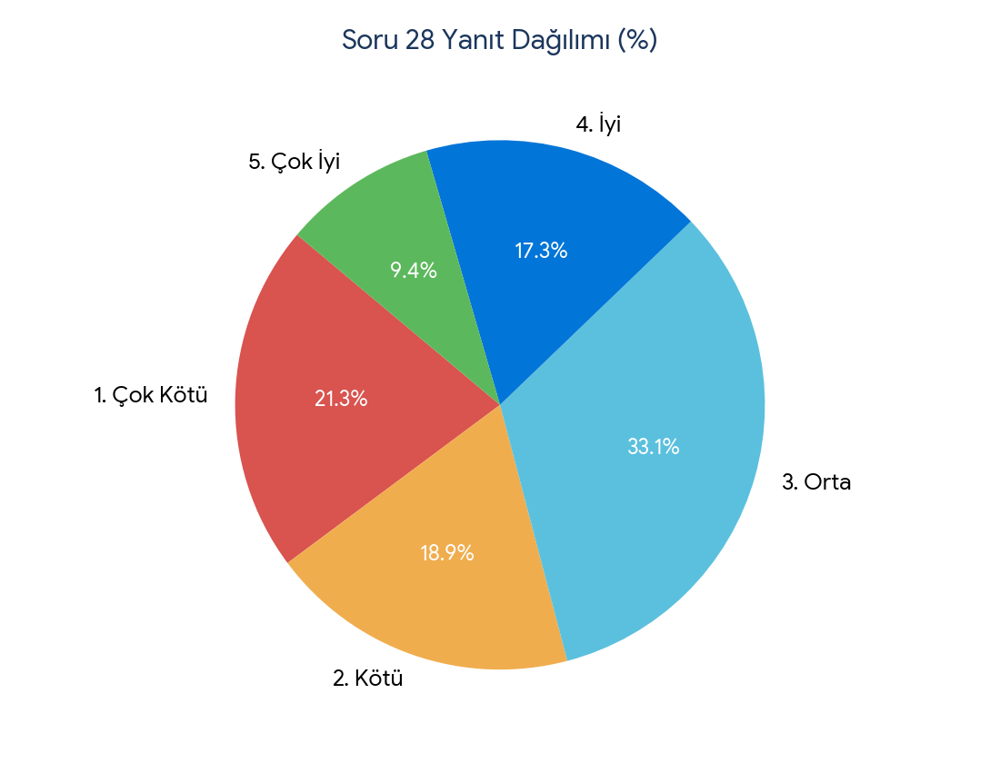 Soru 28 Yanıt Dağılımı (%)
4. İyi
5. Çok İyi
17.3%
9.4%
1. Çok Kötü
21.3%
33.1%
3. Orta
18.9%
2. Kötü